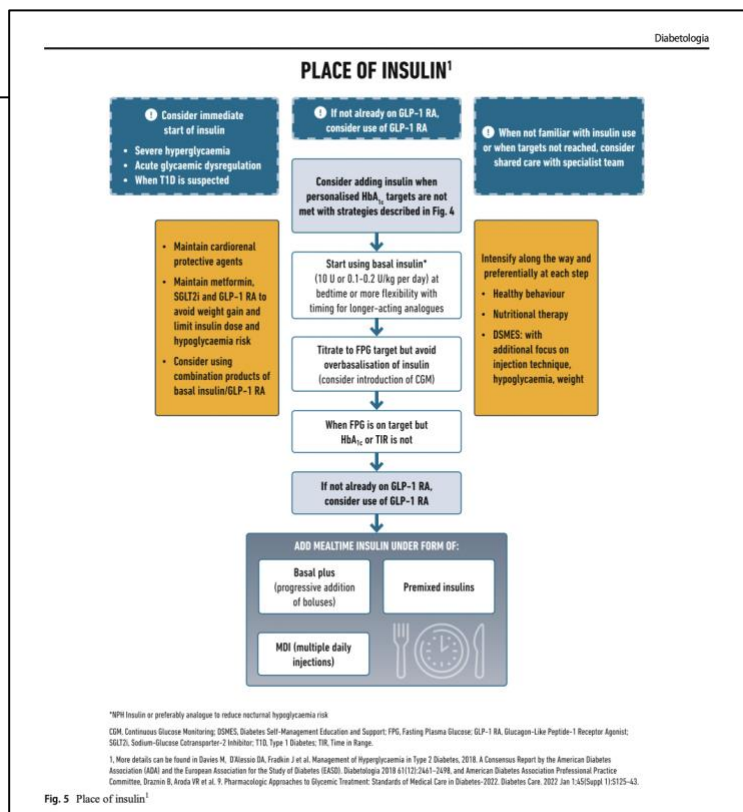 Diabetologia
PLACE OF INSULIN¹
! Consider immediate
start of insulin
• Severe hyperglycaemia
• Acute glycaemic dysregulation
• When T1D is suspected
! If not already on GLP-1 RA,
consider use of GLP-1 RA
! When not familiar with insulin use
or when targets not reached, consider
shared care with specialist team
Consider adding insulin when
personalised HbA₁c targets are not
met with strategies described in Fig. 4
• Maintain cardiorenal
protective agents
• Maintain metformin,
SGLT2i and GLP-1 RA to
avoid weight gain and
limit insulin dose and
hypoglycaemia risk
• Consider using
combination products of
basal insulin/GLP-1 RA
Start using basal insulin*
(10 U or 0.1-0.2 U/kg per day) at
bedtime or more flexibility with
timing for longer-acting analogues
Intensify along the way and
preferentially at each step
• Healthy behaviour
• Nutritional therapy
• DSMES: with
additional focus on
injection technique,
hypoglycaemia, weight
Titrate to FPG target but avoid
overbasalisation of insulin
(consider introduction of CGM)
When FPG is on target but
HbA₁c or TIR is not
If not already on GLP-1 RA,
consider use of GLP-1 RA
ADD MEALTIME INSULIN UNDER FORM OF:
Basal plus
(progressive addition
of boluses)
Premixed insulins
MDI (multiple daily
injections)
*NPH Insulin or preferably analogue to reduce nocturnal hypoglycaemia risk
CGM, Continuous Glucose Monitoring; DSMES, Diabetes Self-Management Education and Support; FPG, Fasting Plasma Glucose; GLP-1 RA, Glucagon-Like Peptide-1 Receptor Agonist;
SGLT2i, Sodium-Glucose Cotransporter-2 Inhibitor; T1D, Type 1 Diabetes; TIR, Time in Range.
1, More details can be found in Davies M, D'Alessio DA, Fradkin J et al. Management of Hyperglycaemia in Type 2 Diabetes, 2018. A Consensus Report by the American Diabetes
Association (ADA) and the European Association for the Study of Diabetes (EASD). Diabetologia 2018 61(12):2461-2498, and American Diabetes Association Professional Practice
Committee, Draznin B, Aroda VR et al. 9. Pharmacologic Approaches to Glycemic Treatment: Standards of Medical Care in Diabetes-2022. Diabetes Care. 2022 Jan 1;45(Suppl 1):S125-43.
Fig. 5 Place of insulin¹